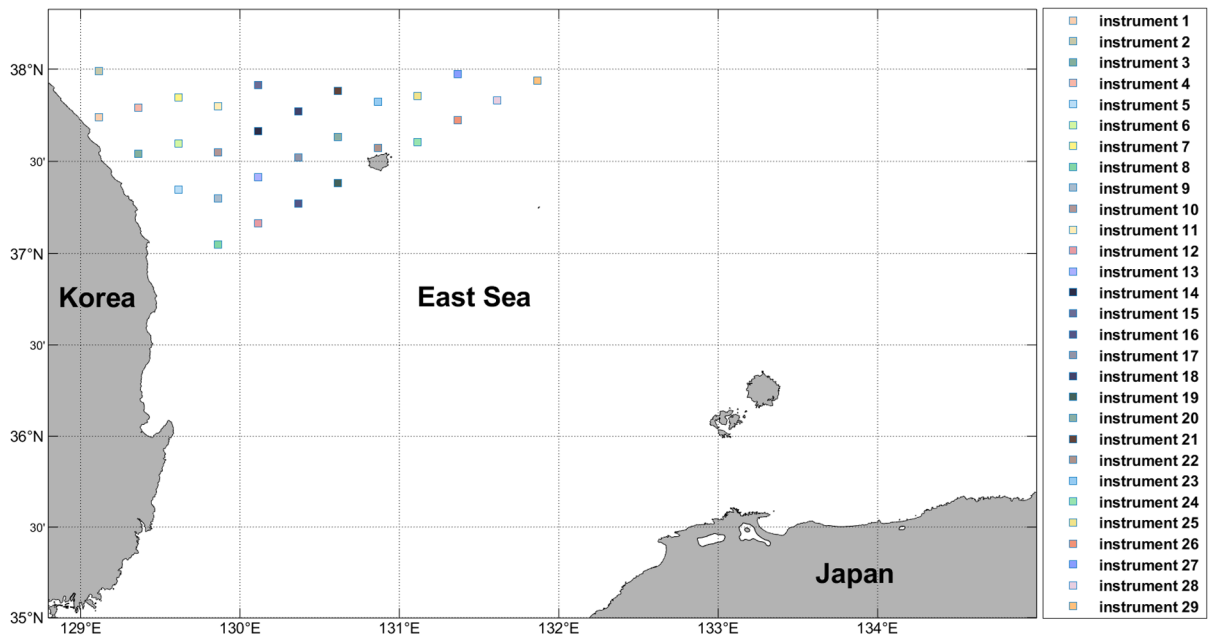 38°N
30'
37°N
30'
36°N
30'
35°N
129°E
130°E
131°E
132°E
133°E
134°E
Korea
East Sea
Japan
instrument 1
instrument 2
instrument 3
instrument 4
instrument 5
instrument 6
instrument 7
instrument 8
instrument 9
instrument 10
instrument 11
instrument 12
instrument 13
instrument 14
instrument 15
instrument 16
instrument 17
instrument 18
instrument 19
instrument 20
instrument 21
instrument 22
instrument 23
instrument 24
instrument 25
instrument 26
instrument 27
instrument 28
instrument 29